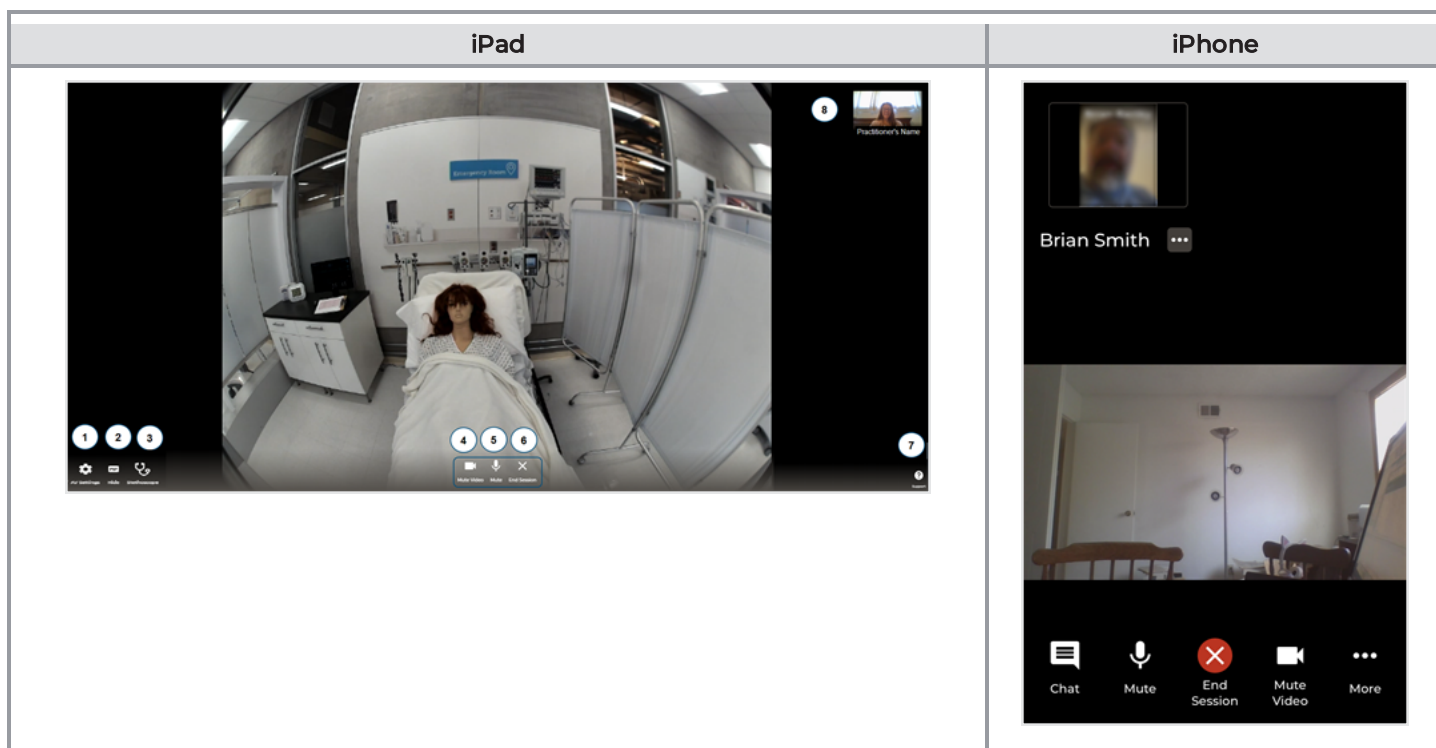 iPad
iPhone
8
Practitioner's Name
Emergency Room
Brian Smith
1 2 3
4 5 6
7
AV Settings Hide Stethoscope
Mute Video Mute End Session
Support
Chat
Mute
End
Session
Mute
Video
More